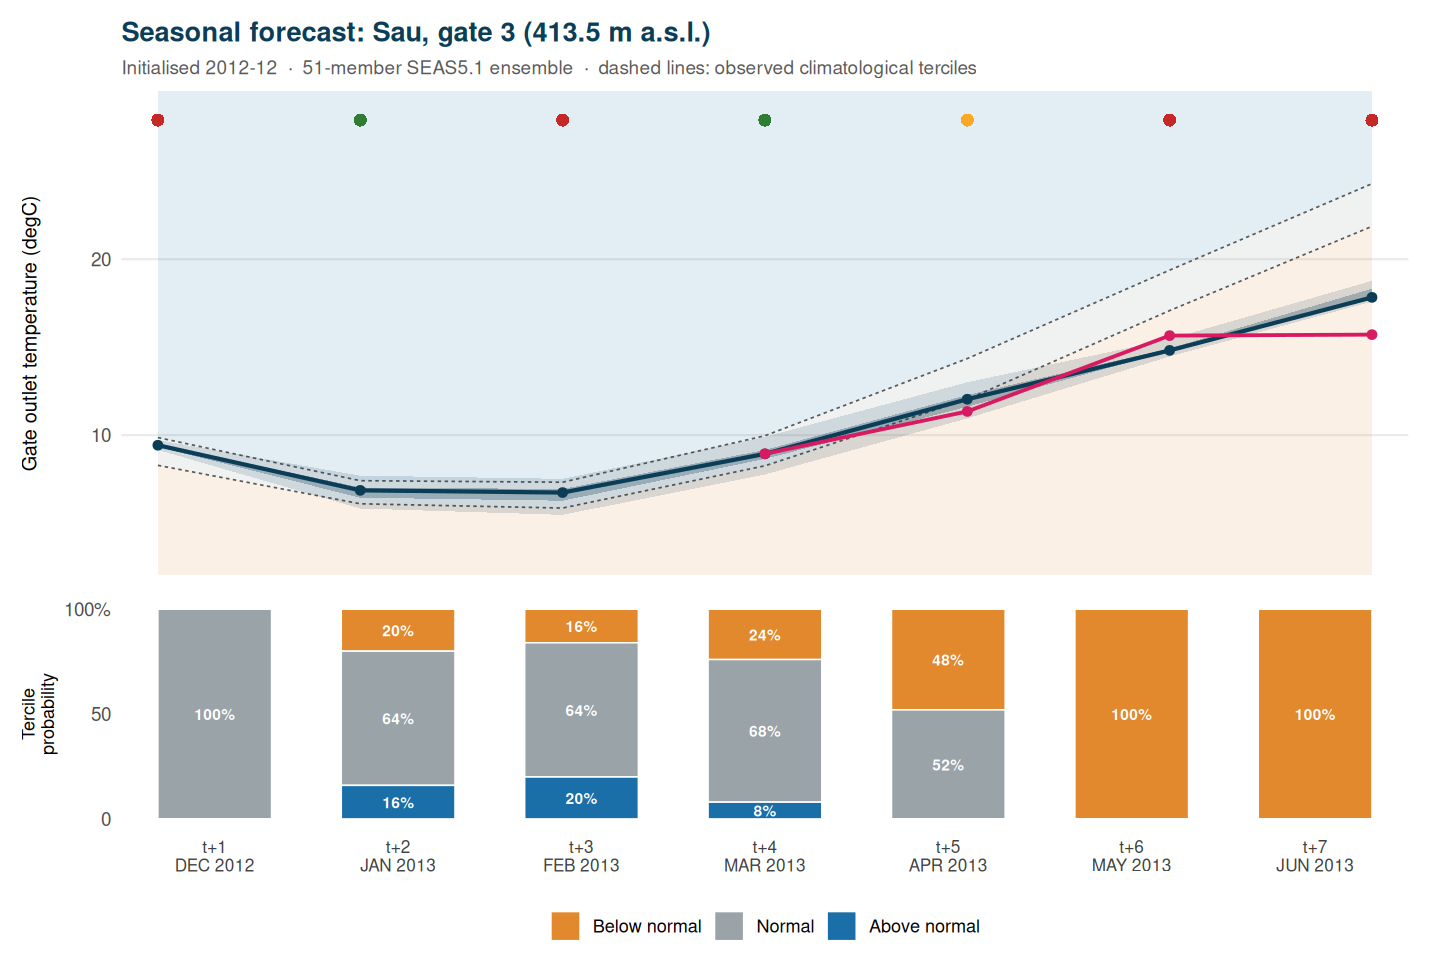 Seasonal forecast: Sau, gate 3 (413.5 m a.s.l.)
Initialised 2012-12 · 51-member SEAS5.1 ensemble · dashed lines: observed climatological terciles
Gate outlet temperature (degC)
20
10
Tercile
probability
100%
50
0
100%
20%
64%
16%
16%
64%
20%
24%
68%
8%
48%
52%
100%
100%
t+1
DEC 2012
t+2
JAN 2013
t+3
FEB 2013
t+4
MAR 2013
t+5
APR 2013
t+6
MAY 2013
t+7
JUN 2013
Below normal
Normal
Above normal